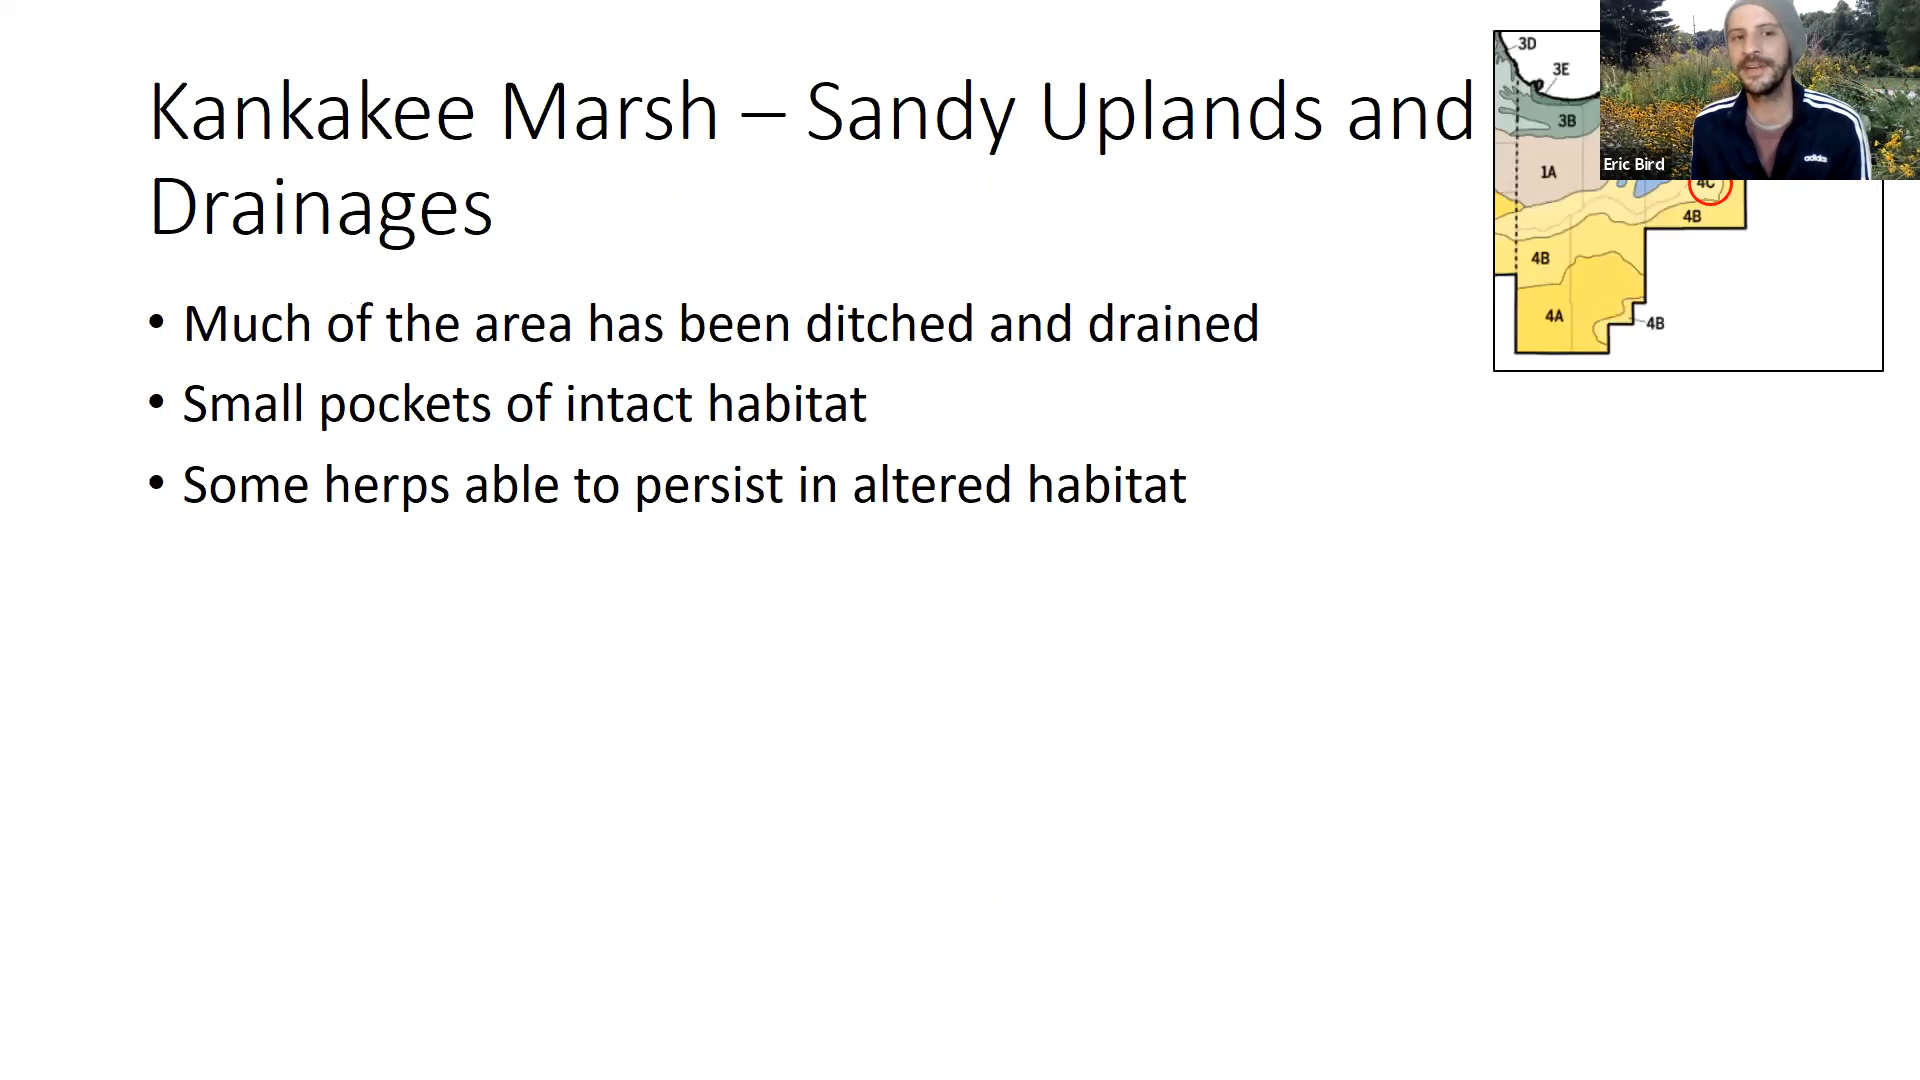 Kankakee Marsh – Sandy Uplands and
Drainages
• Much of the area has been ditched and drained
• Small pockets of intact habitat
• Some herps able to persist in altered habitat
3D
3E
3B
1A
4C
4B
4B
4A
4B
Eric Bird
adidas